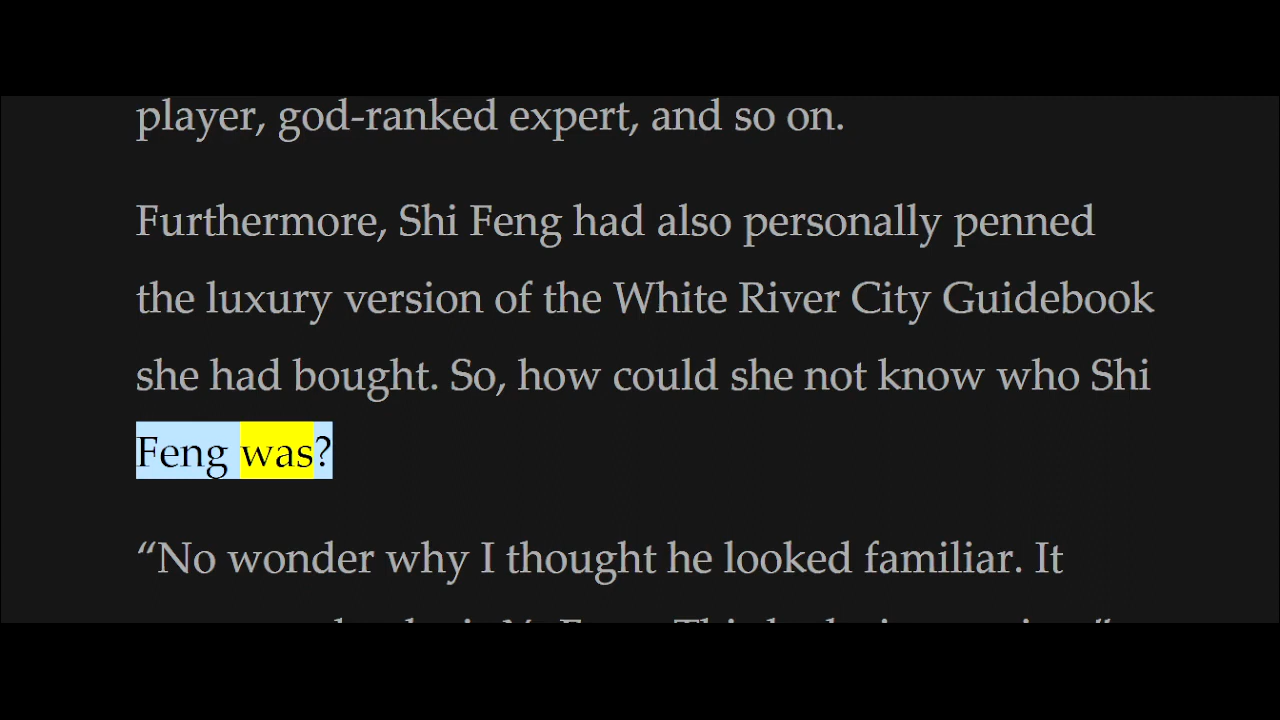 player, god-ranked expert, and so on.
Furthermore, Shi Feng had also personally penned
the luxury version of the White River City Guidebook
she had bought. So, how could she not know who Shi
Feng was?
“No wonder why I thought he looked familiar. It